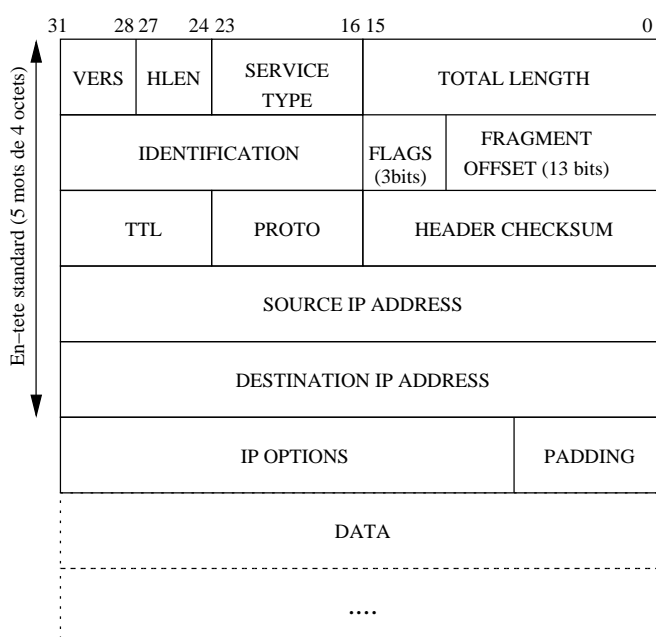 31 28 27 24 23 16 15 0
VERS HLEN SERVICE TYPE TOTAL LENGTH
IDENTIFICATION FLAGS (3bits) FRAGMENT OFFSET (13 bits)
TTL PROTO HEADER CHECKSUM
SOURCE IP ADDRESS
DESTINATION IP ADDRESS
IP OPTIONS PADDING
DATA
....
En-tete standard (5 mots de 4 octets)